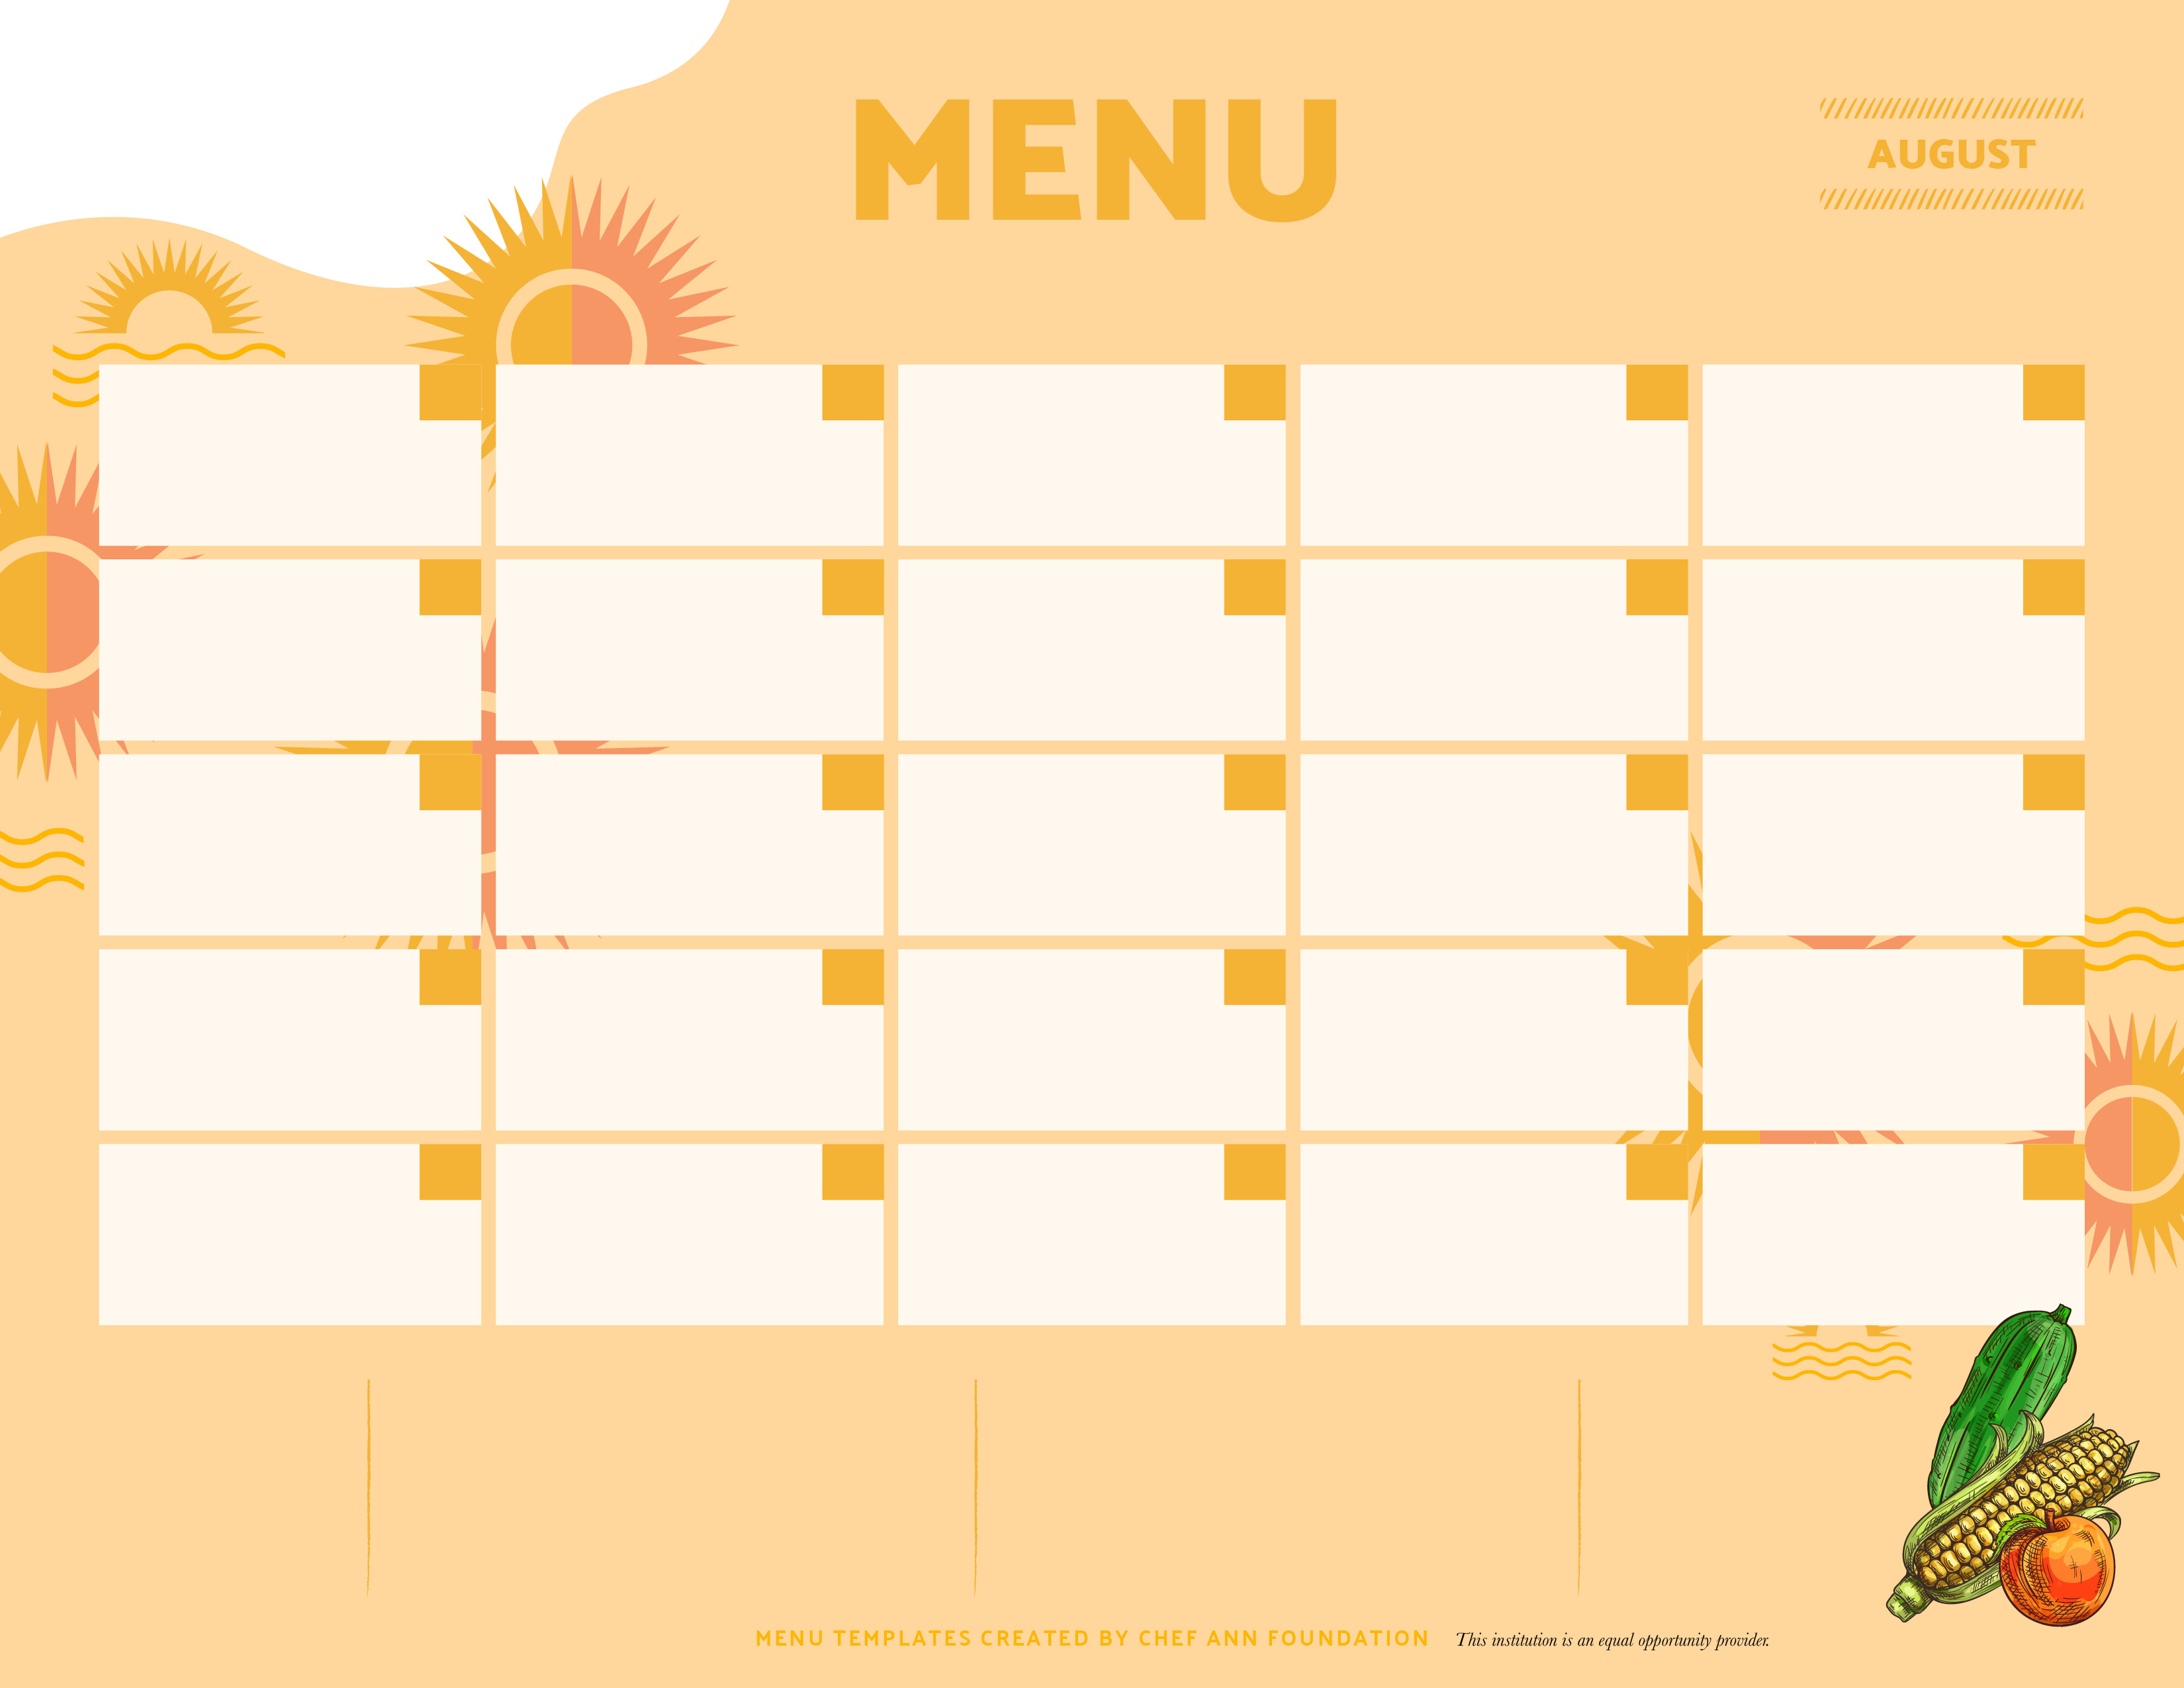 MENU
AUGUST
MENU TEMPLATES CREATED BY CHEF ANN FOUNDATION
This institution is an equal opportunity provider.